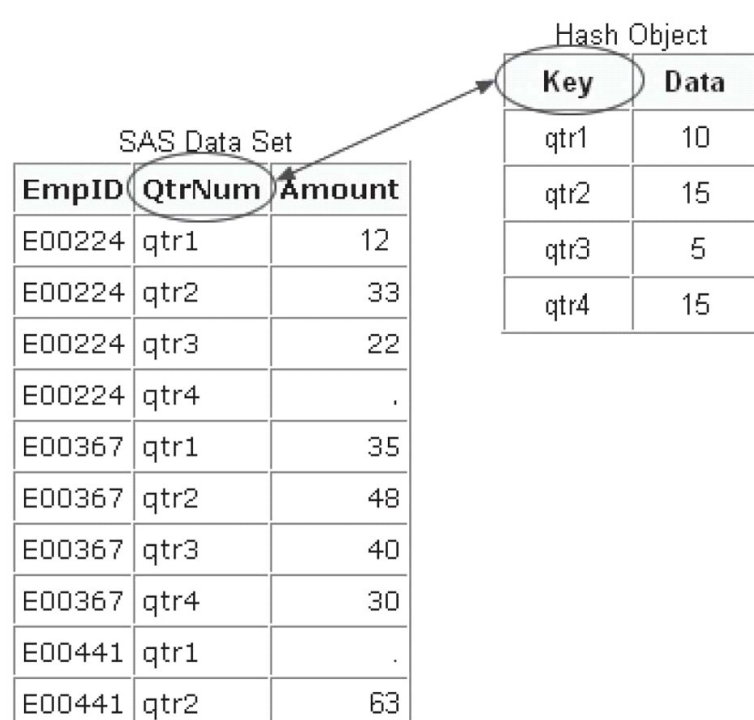 Hash Object
Key Data
qtr1 10
qtr2 15
qtr3 5
qtr4 15
SAS Data Set
EmpID QtrNum Amount
E00224 qtr1 12
E00224 qtr2 33
E00224 qtr3 22
E00224 qtr4 .
E00367 qtr1 35
E00367 qtr2 48
E00367 qtr3 40
E00367 qtr4 30
E00441 qtr1 .
E00441 qtr2 63